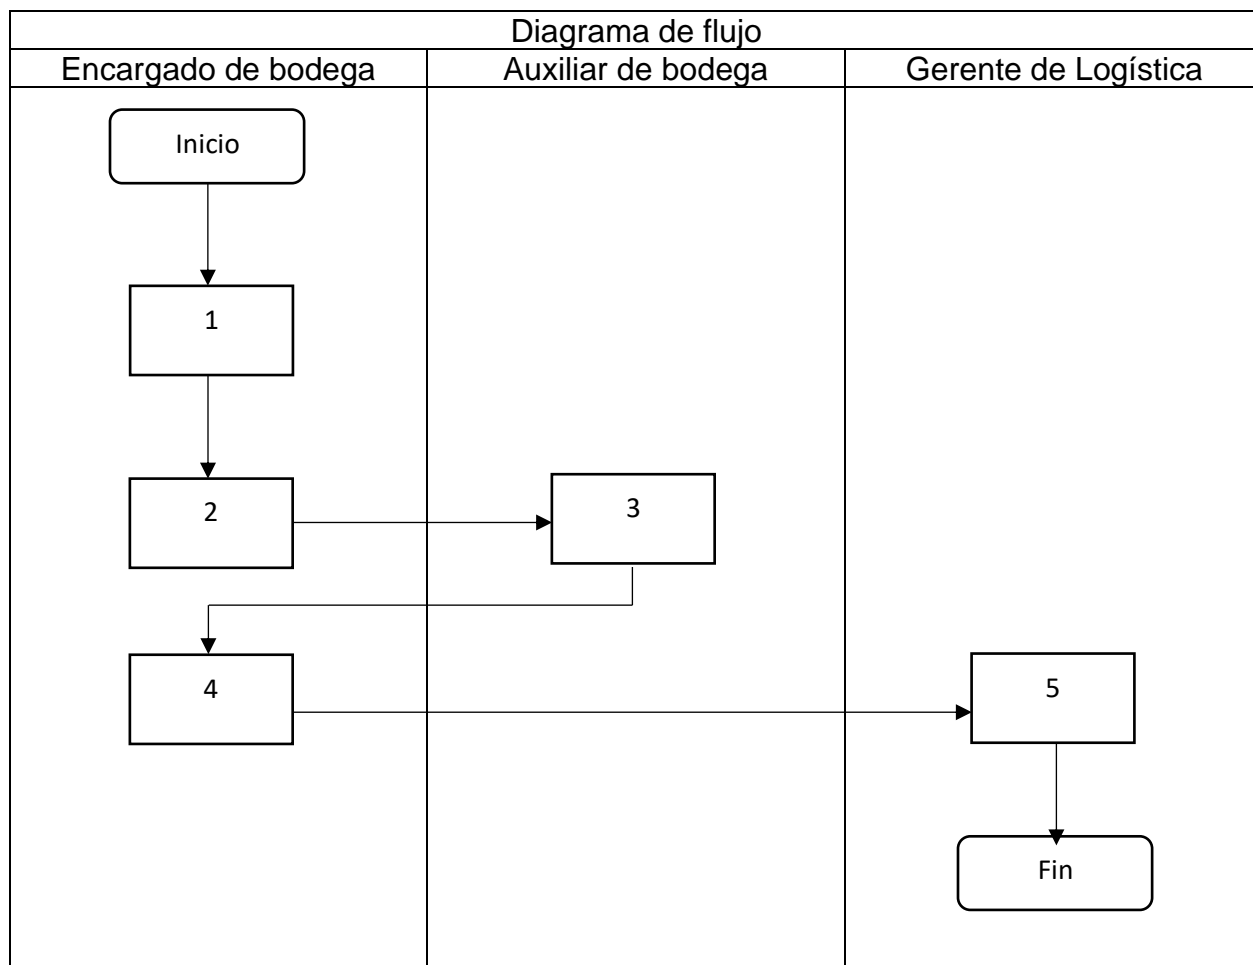 Diagrama de flujo
Encargado de bodega
Auxiliar de bodega
Gerente de Logística
Inicio
1
2
3
4
5
Fin